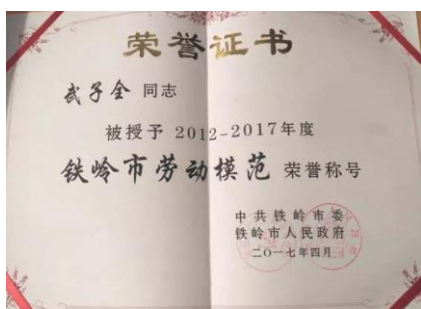 荣誉证书
武子全 同志
被授予 2012-2017年度
铁岭市劳动模范 荣誉称号
中共铁岭市委
铁岭市人民政府
二〇一七年四月